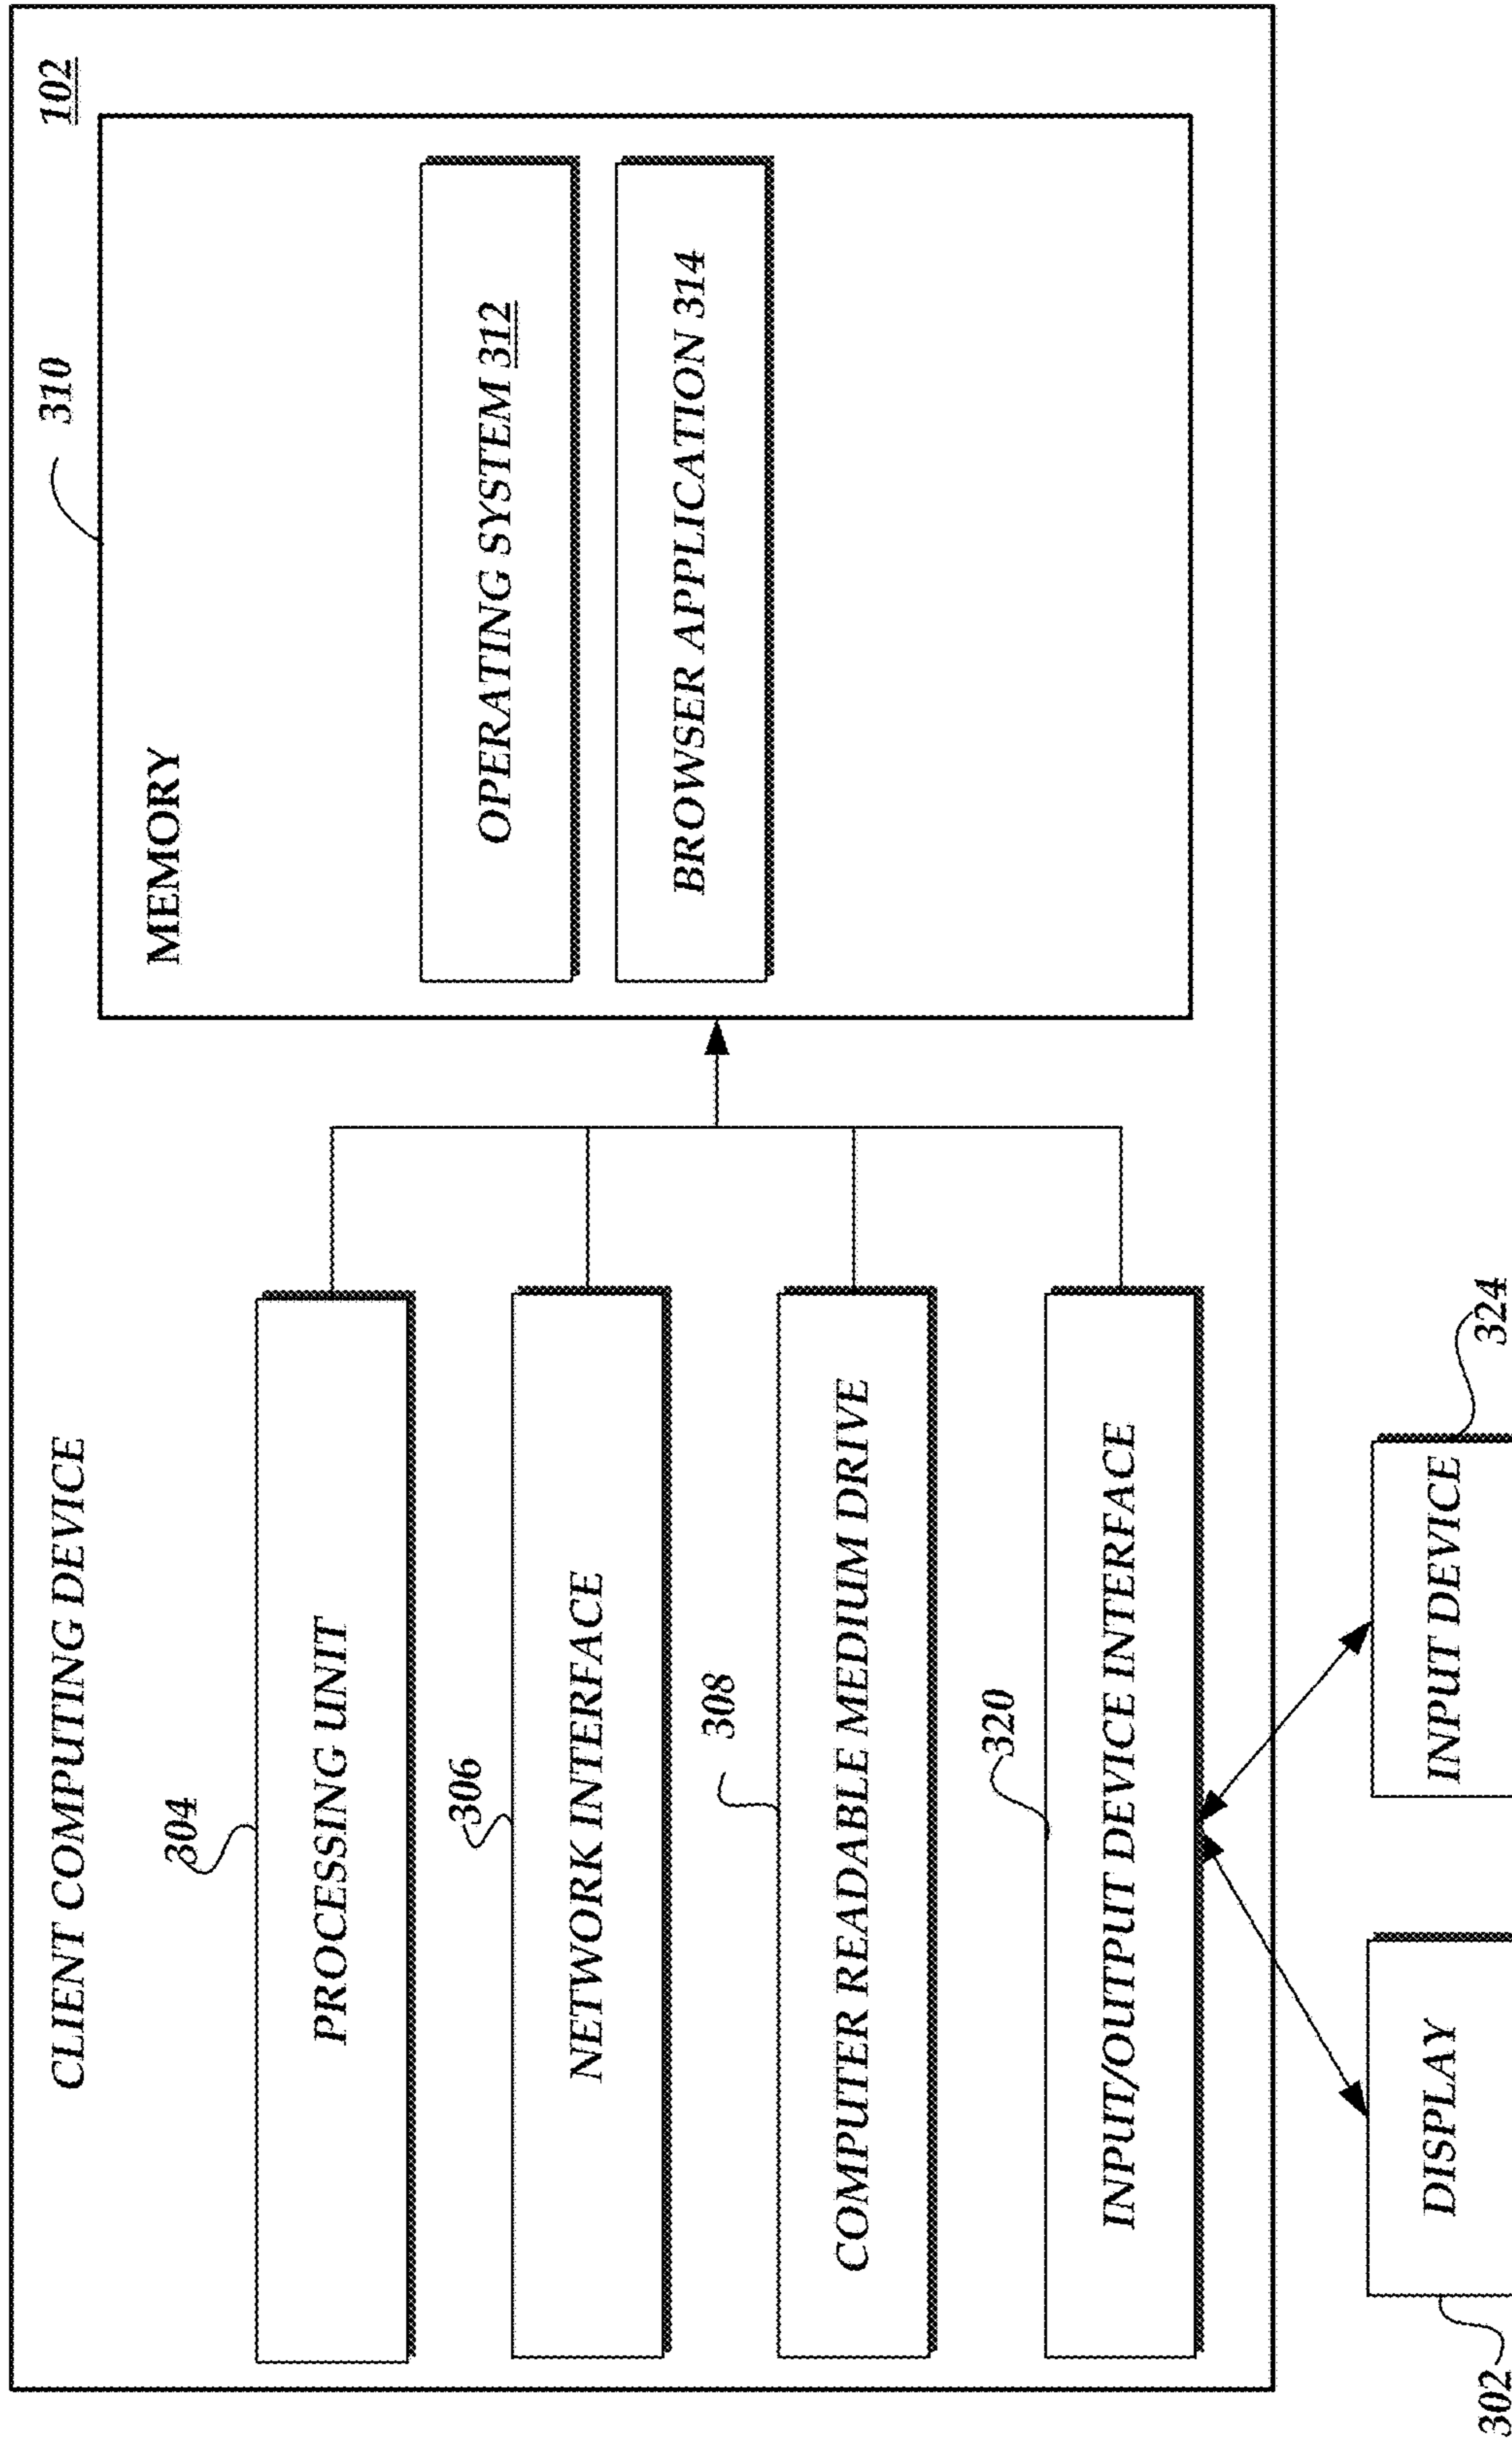 CLIENT COMPUTING DEVICE
102
310
MEMORY
304
PROCESSING UNIT
OPERATING SYSTEM 312
306
NETWORK INTERFACE
BROWSER APPLICATION 314
308
COMPUTER READABLE MEDIUM DRIVE
320
INPUT/OUTPUT DEVICE INTERFACE
DISPLAY
INPUT DEVICE
302
324